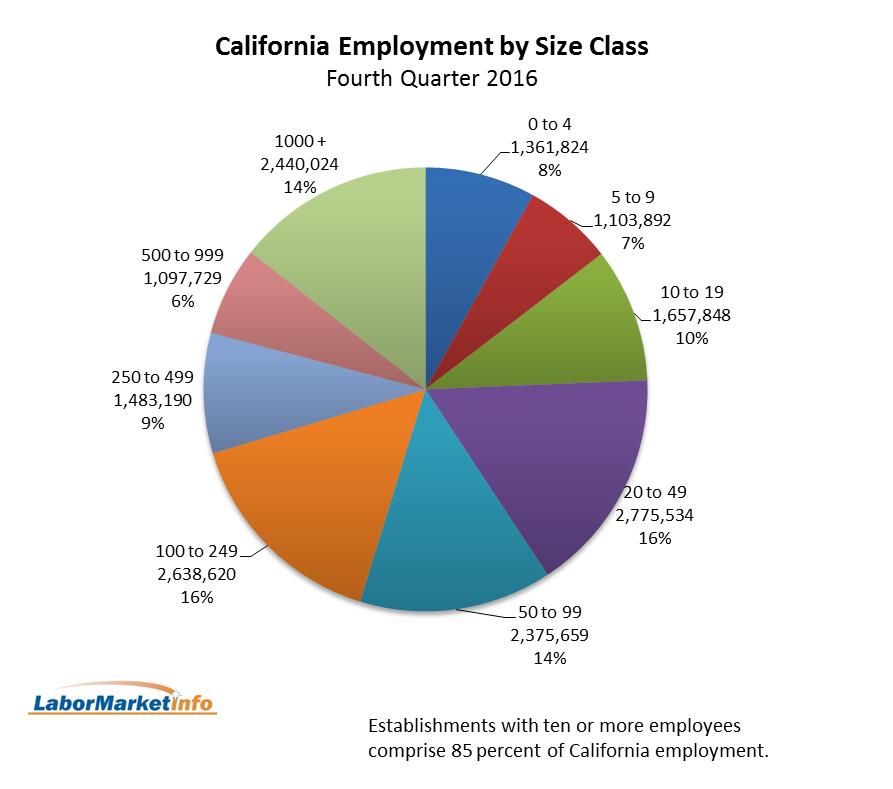 California Employment by Size Class
Fourth Quarter 2016
0 to 4
1,361,824
8%
5 to 9
1,103,892
7%
10 to 19
1,657,848
10%
20 to 49
2,775,534
16%
50 to 99
2,375,659
14%
100 to 249
2,638,620
16%
250 to 499
1,483,190
9%
500 to 999
1,097,729
6%
1000 +
2,440,024
14%
LaborMarketInfo
Establishments with ten or more employees
comprise 85 percent of California employment.